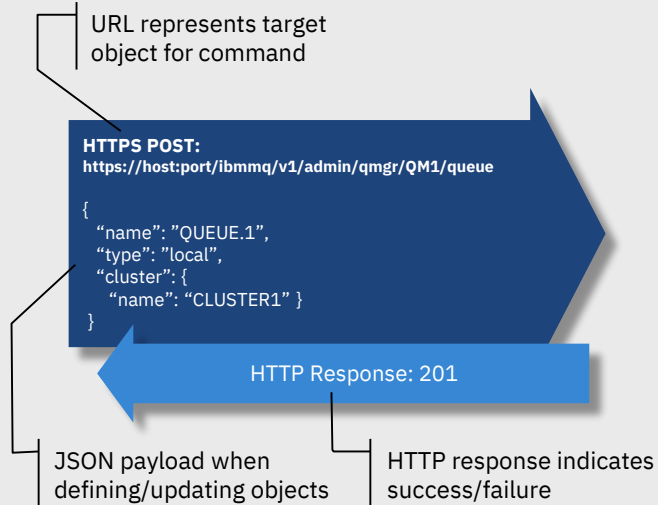 URL represents target
object for command
HTTPS POST:
https://host:port/ibmmq/v1/admin/qmgr/QM1/queue
{
“name”: ”QUEUE.1”,
“type”: ”local”,
“cluster”: {
“name”: “CLUSTER1” }
}
HTTP Response: 201
JSON payload when
defining/updating objects
HTTP response indicates
success/failure